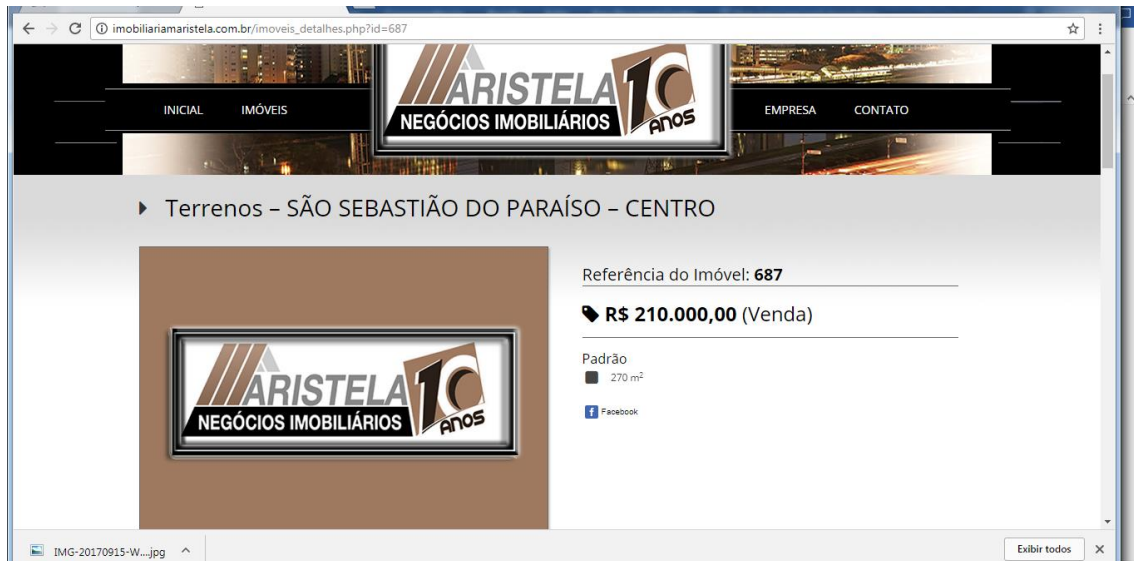 imobiliariamaristela.com.br/imoveis_detalhes.php?id=687
INICIAL IMÓVEIS
MARISTELA 10 ANOS
NEGÓCIOS IMOBILIÁRIOS
EMPRESA CONTATO
Terrenos – SÃO SEBASTIÃO DO PARAÍSO – CENTRO
MARISTELA 10 ANOS
NEGÓCIOS IMOBILIÁRIOS
Referência do Imóvel: 687
R$ 210.000,00 (Venda)
Padrão
270 m²
Facebook
IMG-20170915-W....jpg
Exibir todos